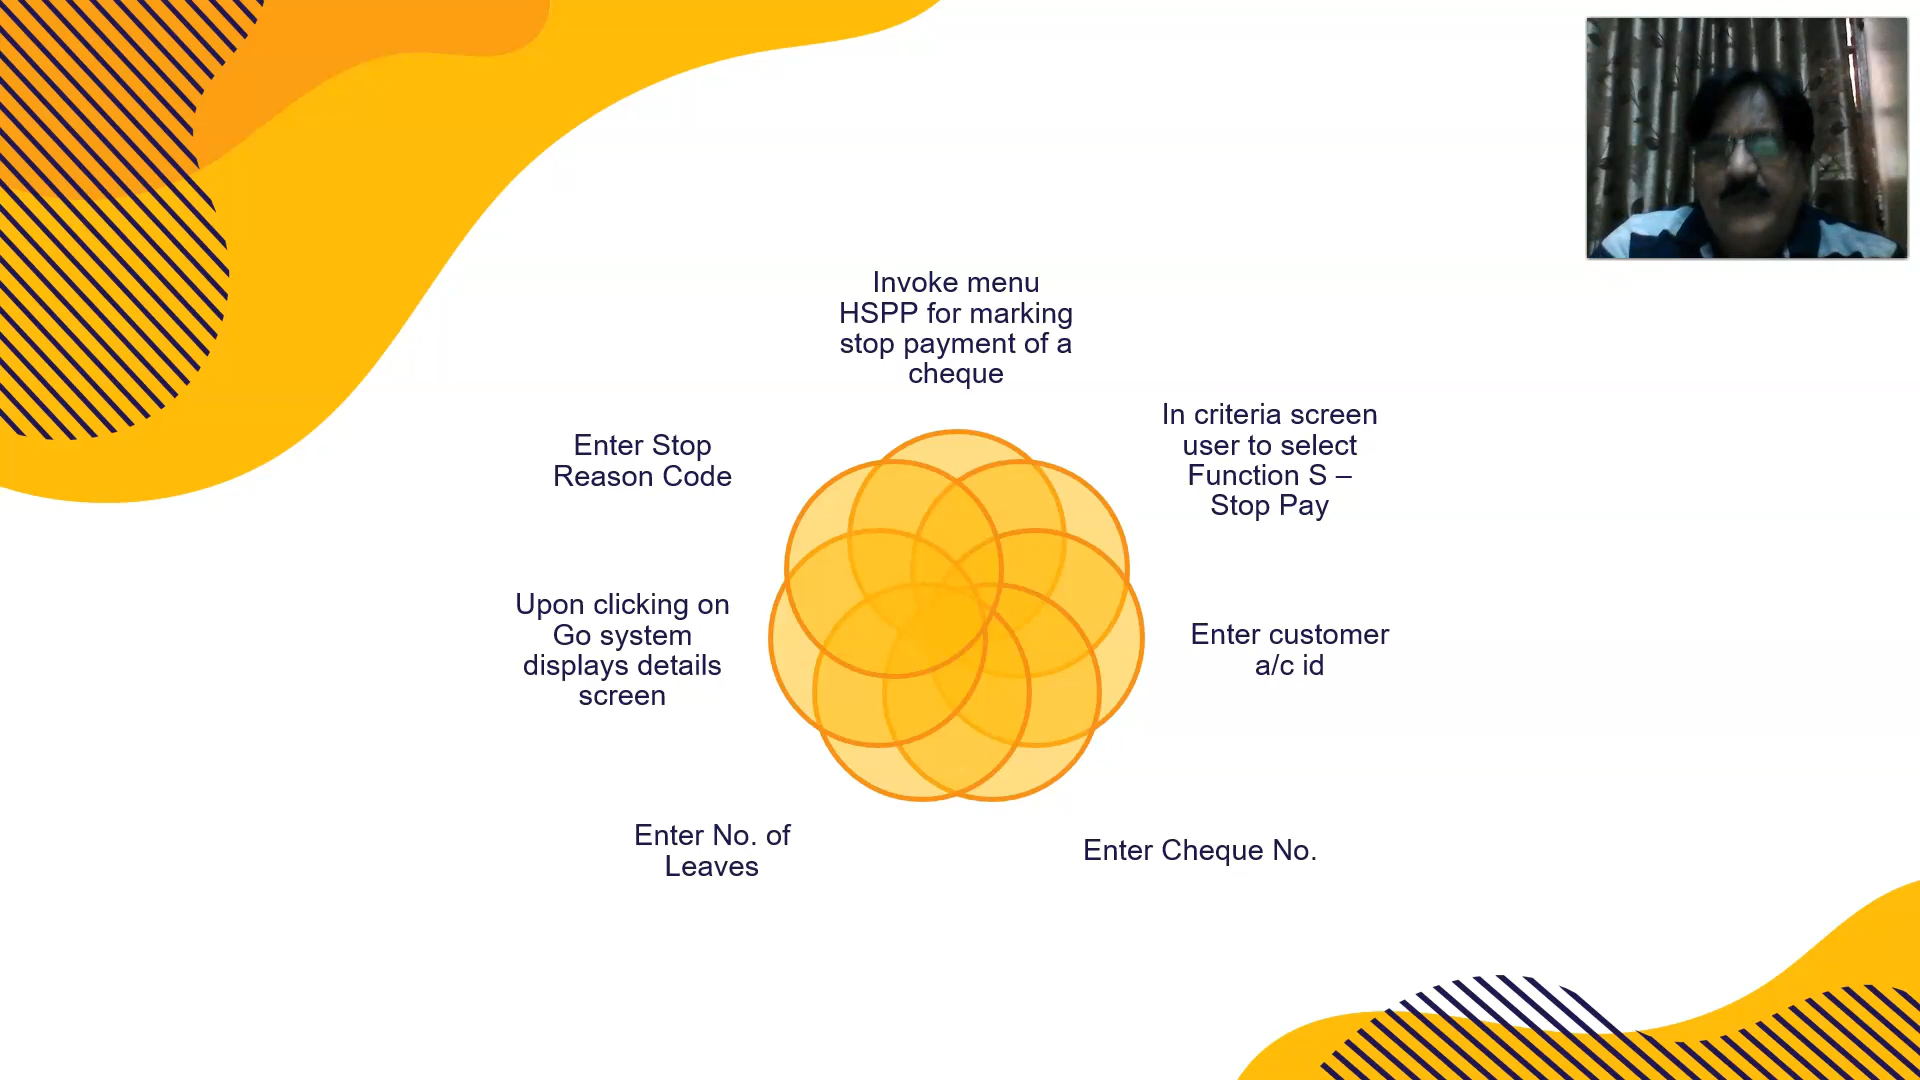 Invoke menu
HSPP for marking
stop payment of a
cheque
In criteria screen
user to select
Function S –
Stop Pay
Enter customer
a/c id
Enter Cheque No.
Enter No. of
Leaves
Upon clicking on
Go system
displays details
screen
Enter Stop
Reason Code